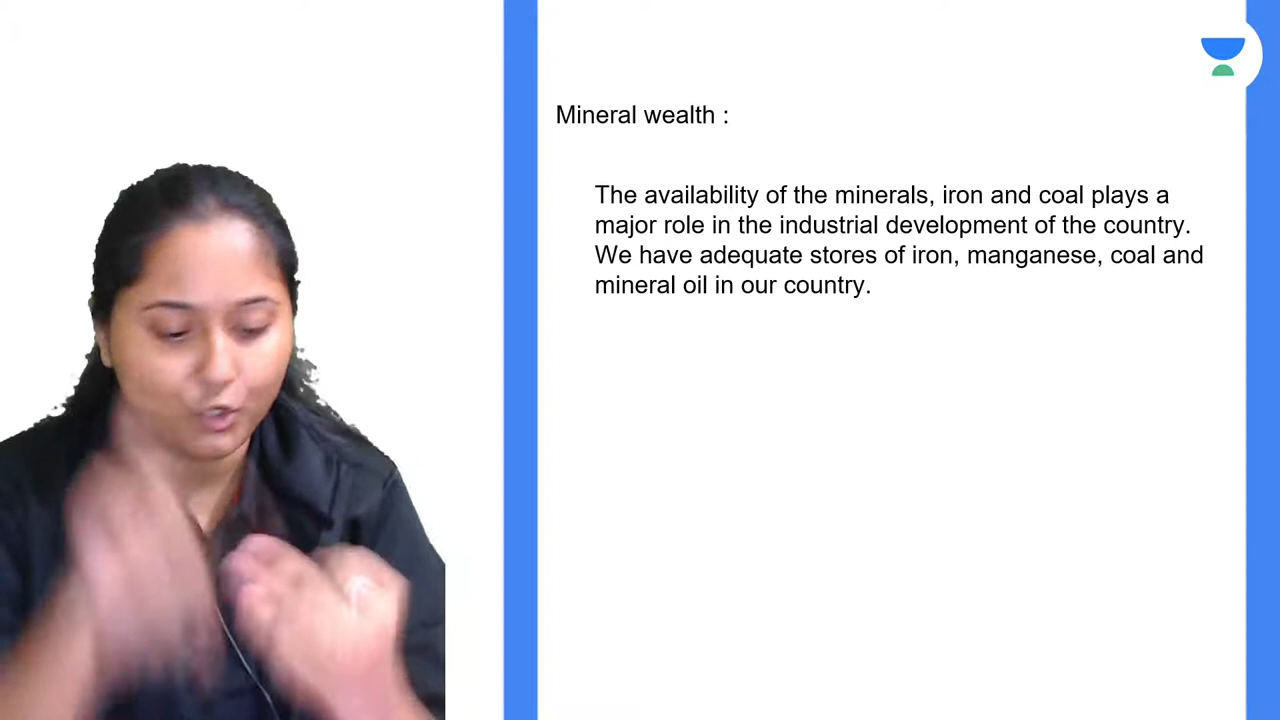 Mineral wealth :
The availability of the minerals, iron and coal plays a
major role in the industrial development of the country.
We have adequate stores of iron, manganese, coal and
mineral oil in our country.